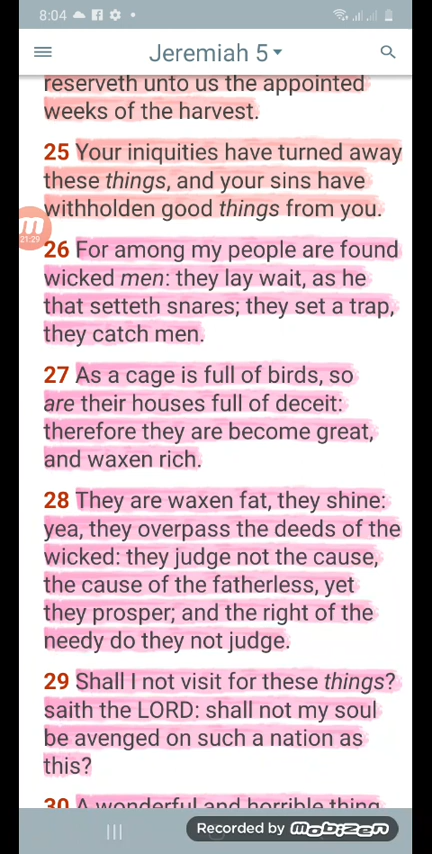 8:04
Jeremiah 5
reserveth unto us the appointed
weeks of the harvest.
25 Your iniquities have turned away
these things, and your sins have
withholden good things from you.
21:29
26 For among my people are found
wicked men: they lay wait, as he
that setteth snares; they set a trap,
they catch men.
27 As a cage is full of birds, so
are their houses full of deceit:
therefore they are become great,
and waxen rich.
28 They are waxen fat, they shine:
yea, they overpass the deeds of the
wicked: they judge not the cause,
the cause of the fatherless, yet
they prosper; and the right of the
needy do they not judge.
29 Shall I not visit for these things?
saith the LORD: shall not my soul
be avenged on such a nation as
this?
30 A wonderful and horrible thing
Recorded by mobizen